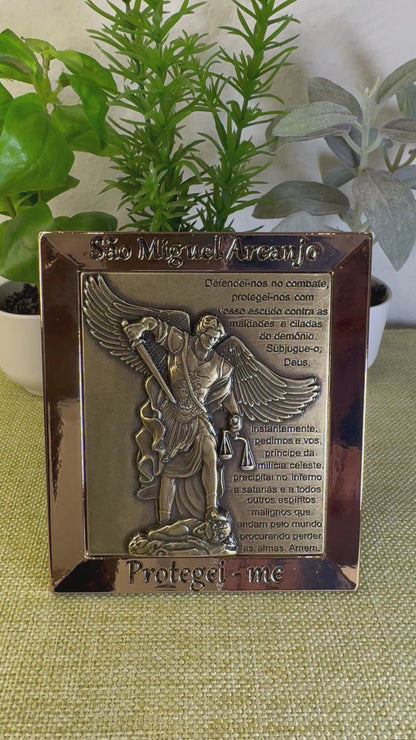 São Miguel Arcanjo
Defendei-nos no combate,
protegei-nos com
vosso escudo contra as
maldades e ciladas
do demônio.
Subjugue-o,
Deus,
instantemente,
pedimos e vós,
príncipe da
milícia celeste,
precipitai no inferno
a satanás e a todos
outros espíritos
malignos que
andam pelo mundo
procurando perder
as almas. Amem.
Protegei-me